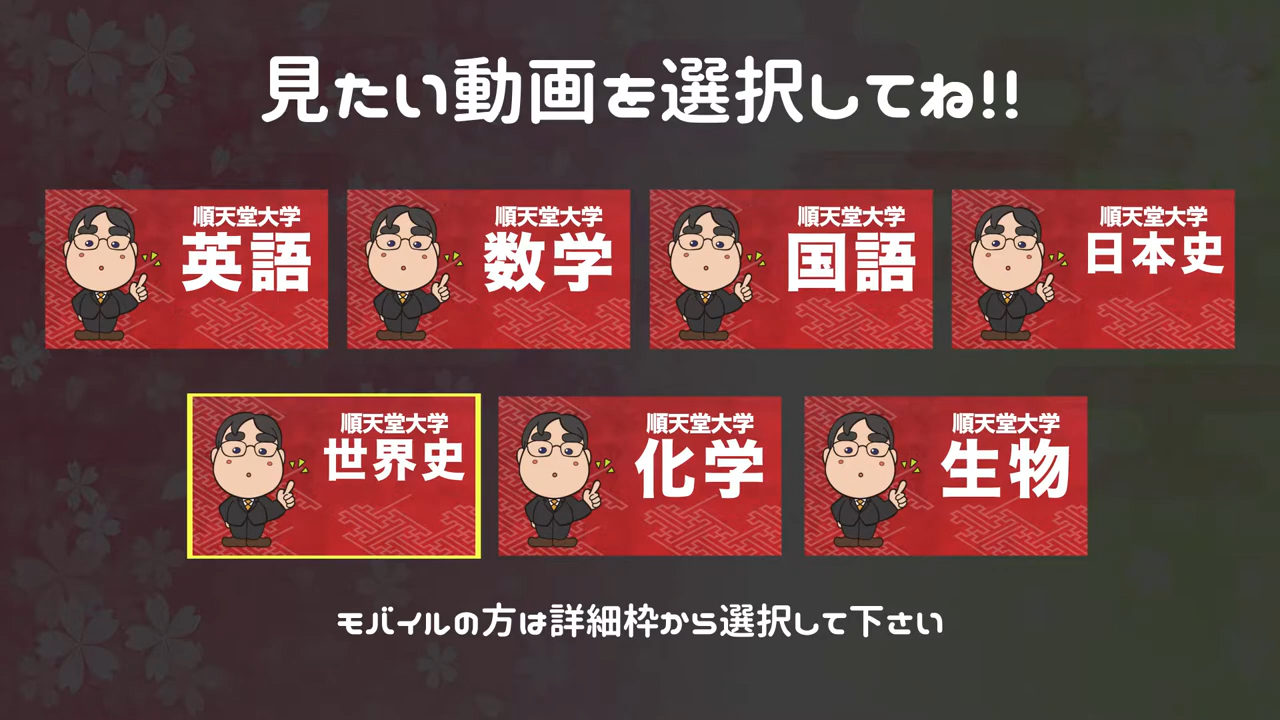 見たい動画を選択してね!!
順天堂大学
英語
順天堂大学
数学
順天堂大学
国語
順天堂大学
日本史
順天堂大学
世界史
順天堂大学
化学
順天堂大学
生物
モバイルの方は詳細枠から選択して下さい